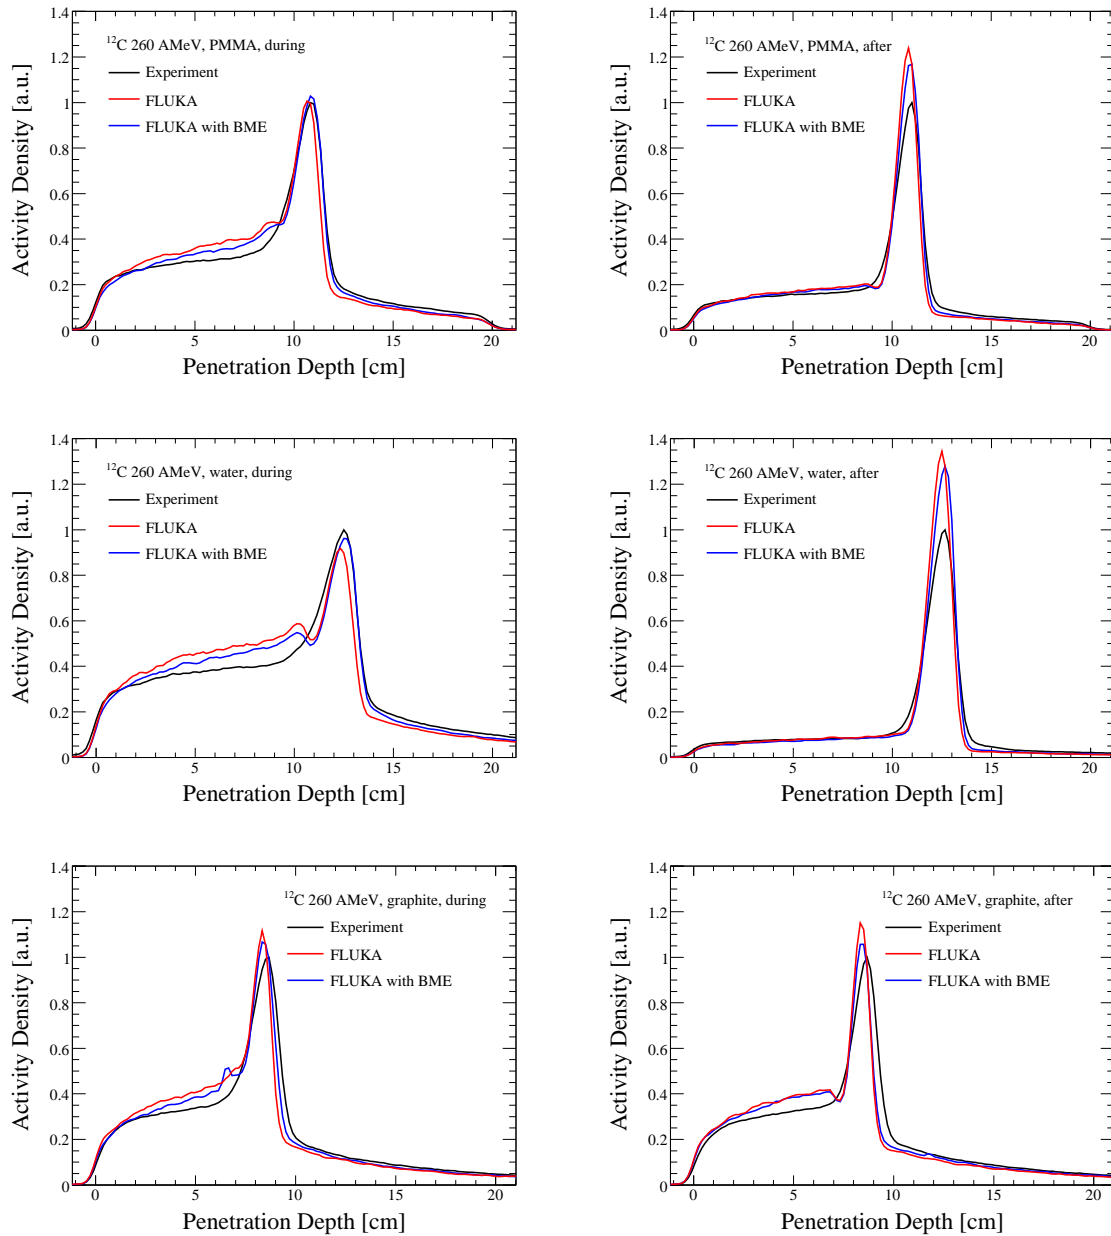 ¹²C 260 AMeV, PMMA, during
Experiment
FLUKA
FLUKA with BME
Activity Density [a.u.]
0 0.2 0.4 0.6 0.8 1 1.2 1.4
0 5 10 15 20
Penetration Depth [cm]
¹²C 260 AMeV, PMMA, after
Experiment
FLUKA
FLUKA with BME
Activity Density [a.u.]
0 0.2 0.4 0.6 0.8 1 1.2 1.4
0 5 10 15 20
Penetration Depth [cm]
¹²C 260 AMeV, water, during
Experiment
FLUKA
FLUKA with BME
Activity Density [a.u.]
0 0.2 0.4 0.6 0.8 1 1.2 1.4
0 5 10 15 20
Penetration Depth [cm]
¹²C 260 AMeV, water, after
Experiment
FLUKA
FLUKA with BME
Activity Density [a.u.]
0 0.2 0.4 0.6 0.8 1 1.2 1.4
0 5 10 15 20
Penetration Depth [cm]
¹²C 260 AMeV, graphite, during
Experiment
FLUKA
FLUKA with BME
Activity Density [a.u.]
0 0.2 0.4 0.6 0.8 1 1.2 1.4
0 5 10 15 20
Penetration Depth [cm]
¹²C 260 AMeV, graphite, after
Experiment
FLUKA
FLUKA with BME
Activity Density [a.u.]
0 0.2 0.4 0.6 0.8 1 1.2 1.4
0 5 10 15 20
Penetration Depth [cm]